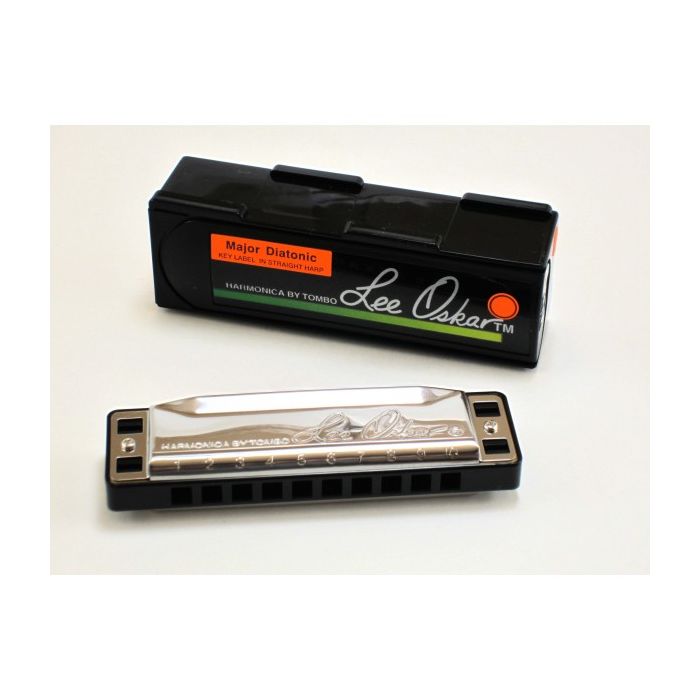 Major Diatonic
KEY LABEL IN STRAIGHT HARP
HARMONICA BY TOMBO Lee Oskar TM
HARMONICA BY TOMBO Lee Oskar
1 2 3 4 5 6 7 8 9 10